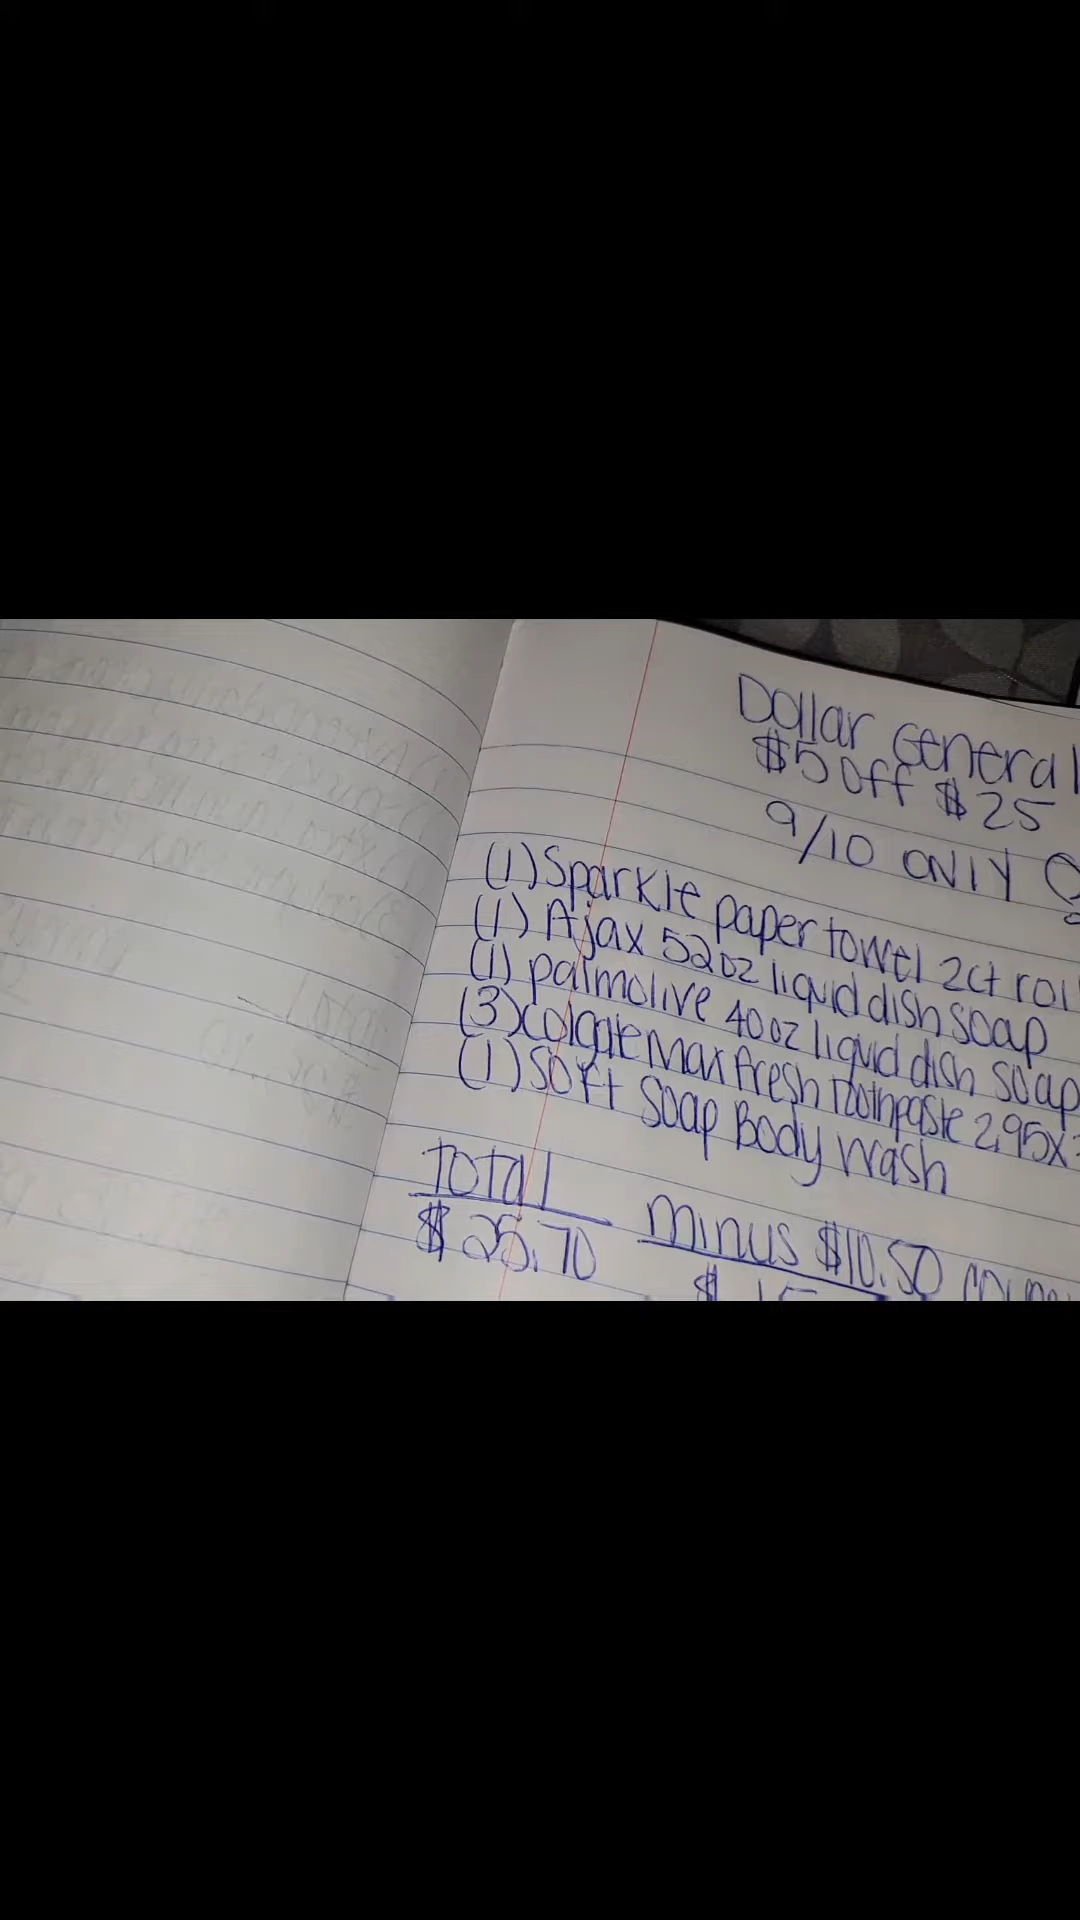 Dollar General
$5 off $25
9/10 ONLY
(1) Sparkle paper towel 2ct roll
(1) Ajax 52oz liquid dish soap
(1) palmolive 40oz liquid dish soap
(3) colgate Max fresh Toothpaste 2.95x
(1) Soft Soap Body wash
total
minus $10.50
$25.70
$15